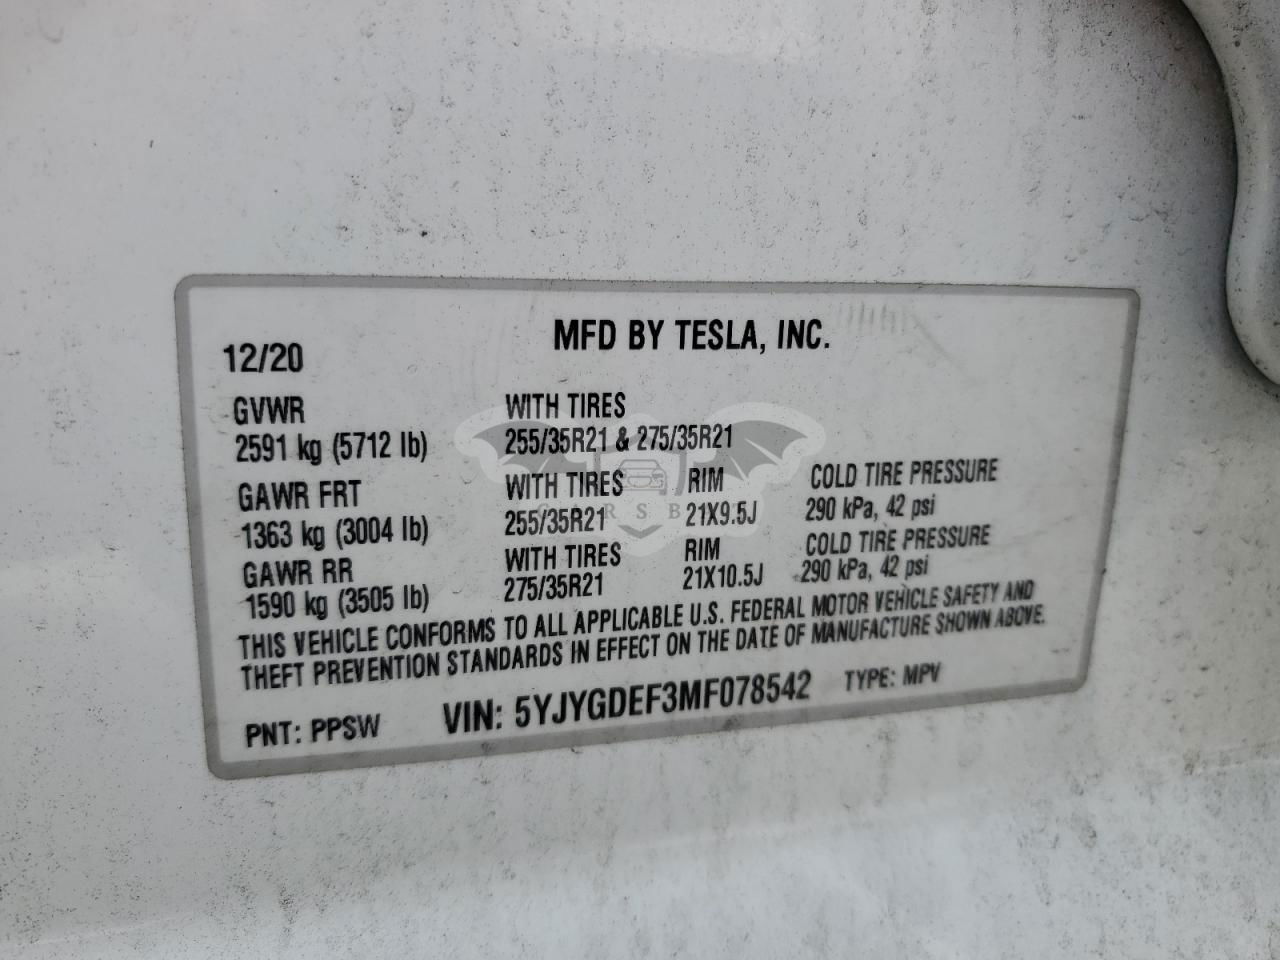 MFD BY TESLA, INC.
12/20
GVWR WITH TIRES
2591 kg (5712 lb) 255/35R21 & 275/35R21
GAWR FRT WITH TIRES RIM COLD TIRE PRESSURE
1363 kg (3004 lb) 255/35R21 21X9.5J 290 kPa, 42 psi
GAWR RR WITH TIRES RIM COLD TIRE PRESSURE
1590 kg (3505 lb) 275/35R21 21X10.5J 290 kPa, 42 psi
THIS VEHICLE CONFORMS TO ALL APPLICABLE U.S. FEDERAL MOTOR VEHICLE SAFETY AND
THEFT PREVENTION STANDARDS IN EFFECT ON THE DATE OF MANUFACTURE SHOWN ABOVE.
PNT: PPSW VIN: 5YJYGDEF3MF078542 TYPE: MPV